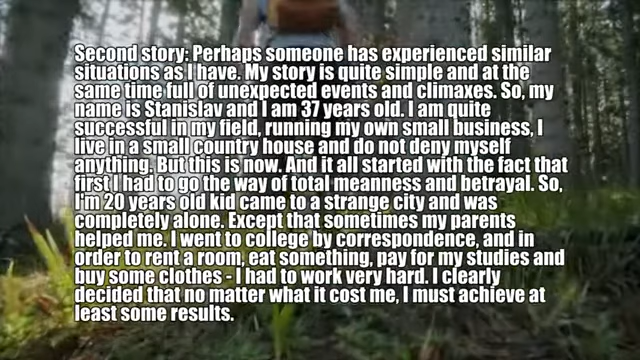 Second story: Perhaps someone has experienced similar
situations as I have. My story is quite simple and at the
same time full of unexpected events and climaxes. So, my
name is Stanislav and I am 37 years old. I am quite
successful in my field, running my own small business, I
live in a small country house and do not deny myself
anything. But this is now. And it all started with the fact that
first I had to go the way of total meanness and betrayal. So,
I'm 20 years old kid came to a strange city and was
completely alone. Except that sometimes my parents
helped me. I went to college by correspondence, and in
order to rent a room, eat something, pay for my studies and
buy some clothes - I had to work very hard. I clearly
decided that no matter what it cost me, I must achieve at
least some results.